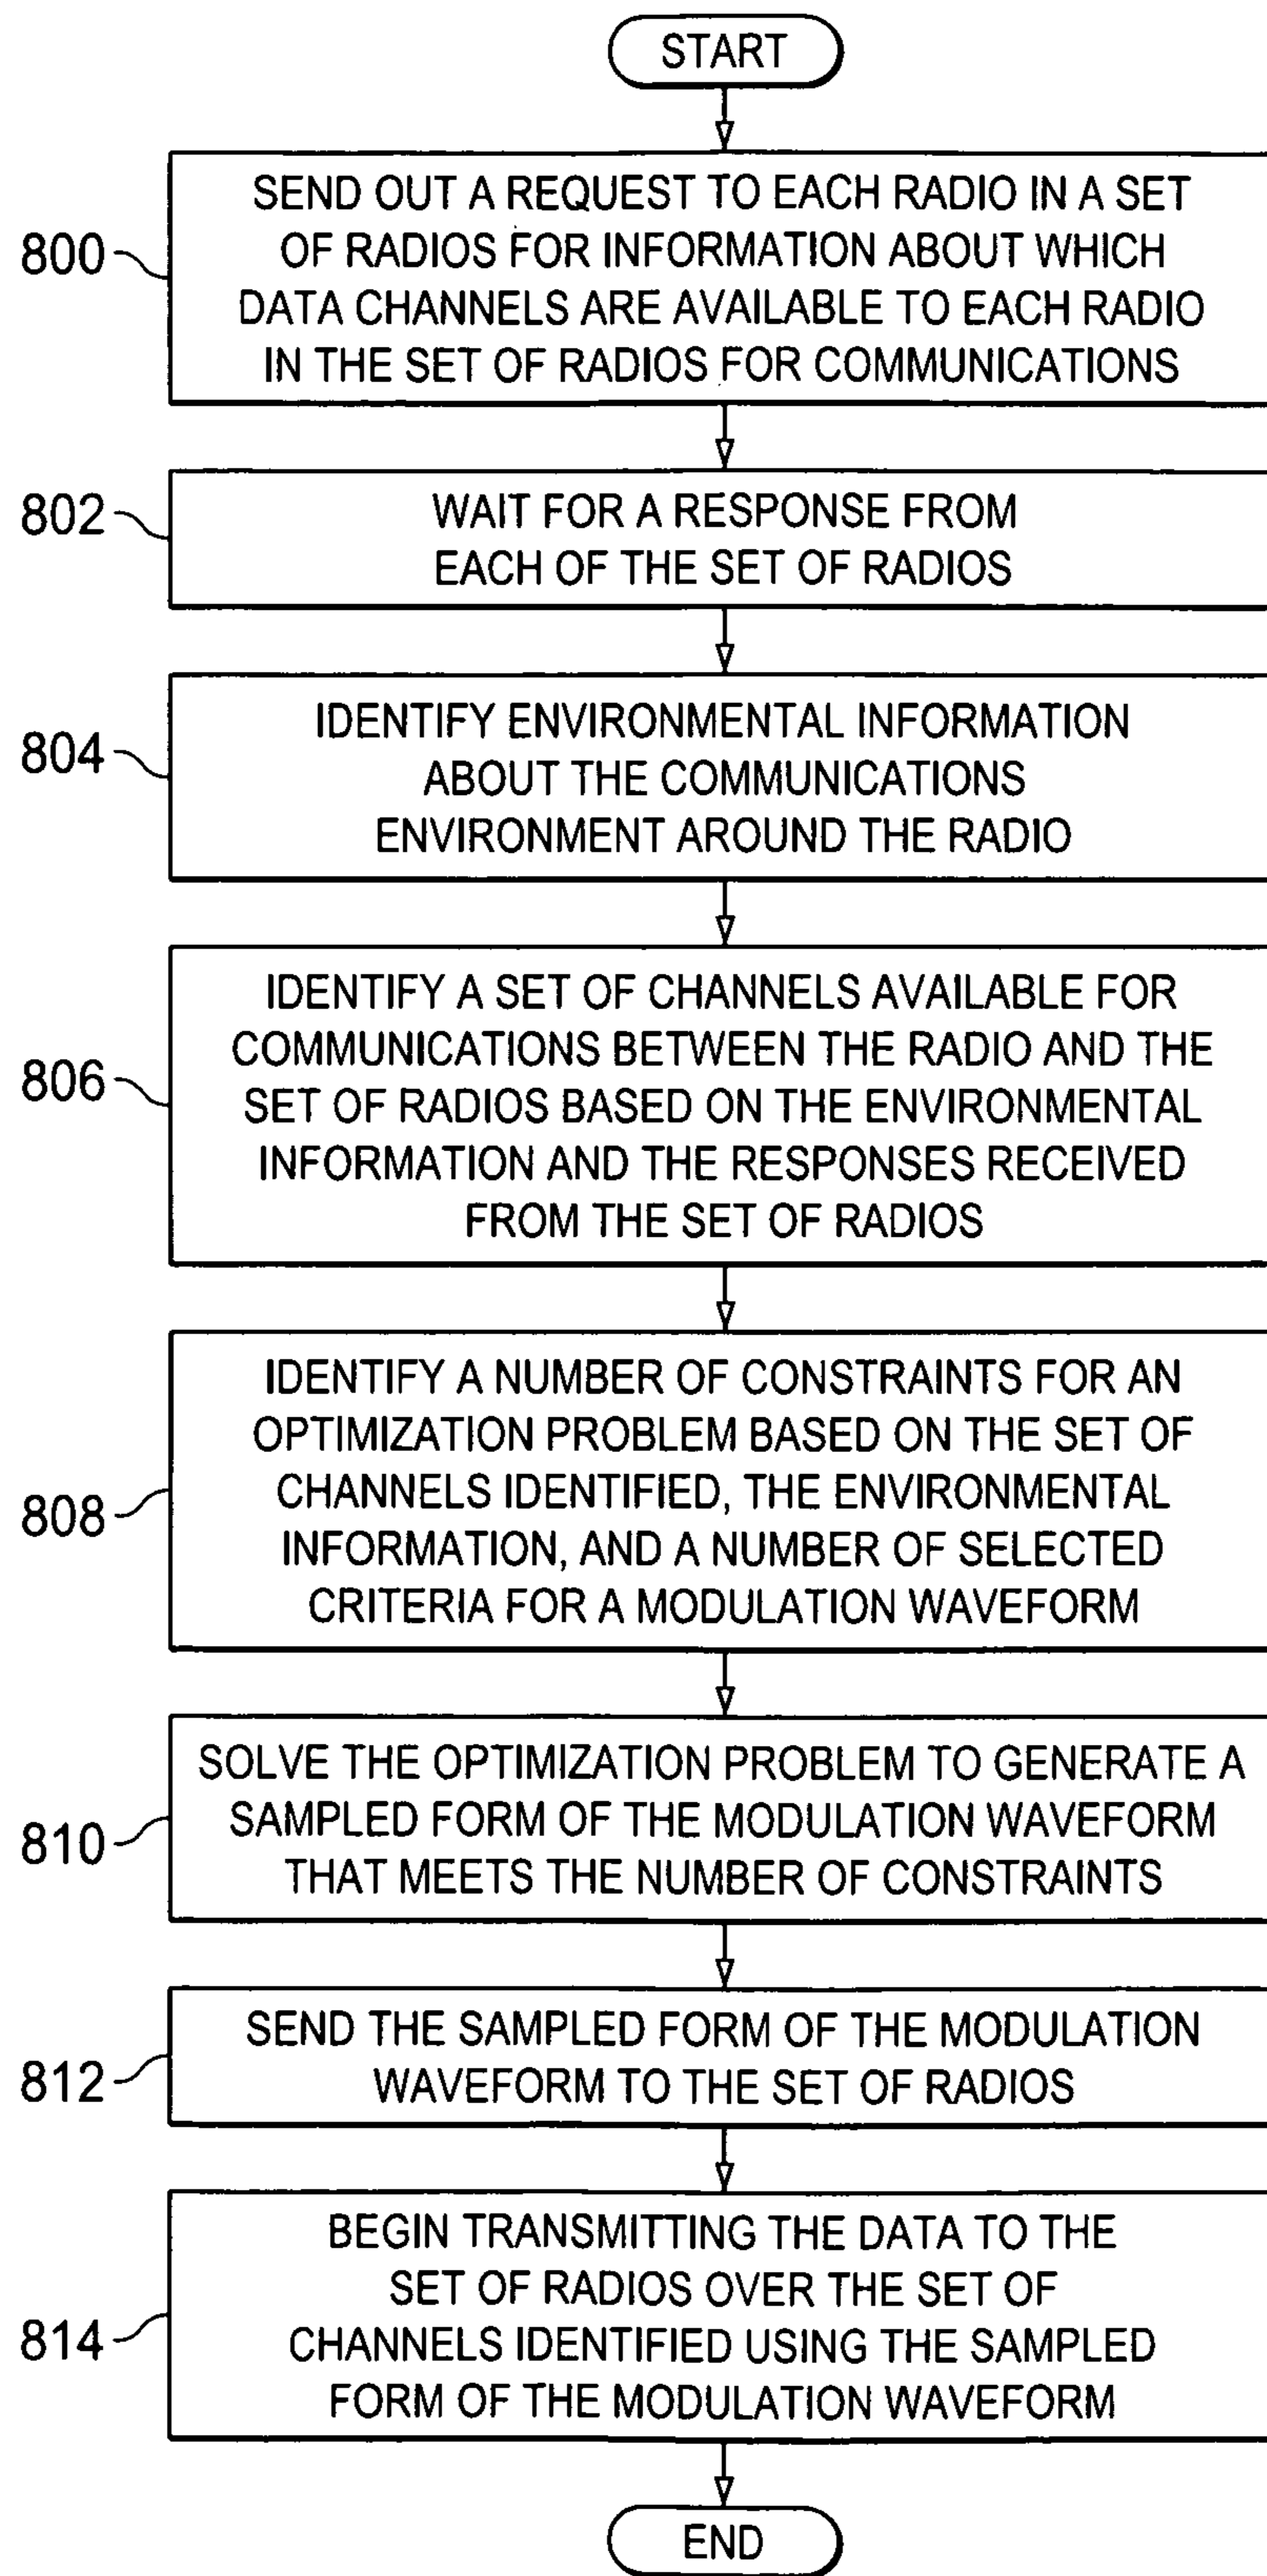 START
800
SEND OUT A REQUEST TO EACH RADIO IN A SET
OF RADIOS FOR INFORMATION ABOUT WHICH
DATA CHANNELS ARE AVAILABLE TO EACH RADIO
IN THE SET OF RADIOS FOR COMMUNICATIONS
802
WAIT FOR A RESPONSE FROM
EACH OF THE SET OF RADIOS
804
IDENTIFY ENVIRONMENTAL INFORMATION
ABOUT THE COMMUNICATIONS
ENVIRONMENT AROUND THE RADIO
806
IDENTIFY A SET OF CHANNELS AVAILABLE FOR
COMMUNICATIONS BETWEEN THE RADIO AND THE
SET OF RADIOS BASED ON THE ENVIRONMENTAL
INFORMATION AND THE RESPONSES RECEIVED
FROM THE SET OF RADIOS
808
IDENTIFY A NUMBER OF CONSTRAINTS FOR AN
OPTIMIZATION PROBLEM BASED ON THE SET OF
CHANNELS IDENTIFIED, THE ENVIRONMENTAL
INFORMATION, AND A NUMBER OF SELECTED
CRITERIA FOR A MODULATION WAVEFORM
810
SOLVE THE OPTIMIZATION PROBLEM TO GENERATE A
SAMPLED FORM OF THE MODULATION WAVEFORM
THAT MEETS THE NUMBER OF CONSTRAINTS
812
SEND THE SAMPLED FORM OF THE MODULATION
WAVEFORM TO THE SET OF RADIOS
814
BEGIN TRANSMITTING THE DATA TO THE
SET OF RADIOS OVER THE SET OF
CHANNELS IDENTIFIED USING THE SAMPLED
FORM OF THE MODULATION WAVEFORM
END